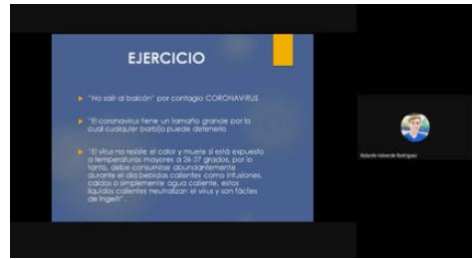 EJERCICIO
"No salir al balcón" por contagio CORONAVIRUS
"El coronavirus tiene un tamaño grande por lo
cual cualquier barbijo puede detenerlo
"El virus no resiste el calor y muere si está expuesto
a temperaturas mayores a 26-27 grados, por lo
tanto, debe consumirse abundantemente
durante el día bebidas calientes como infusiones,
caldos o simplemente agua caliente, estos
líquidos calientes neutralizan el virus y son fáciles
de ingerir".
Rolando Valverde Rodríguez